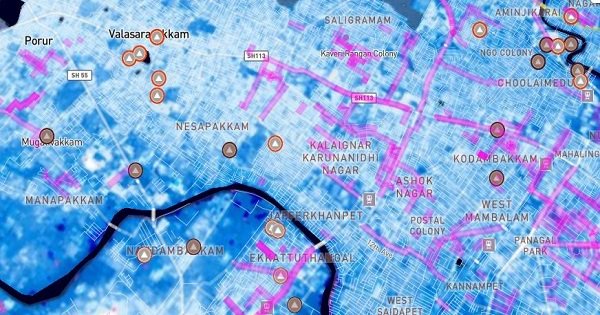 SALIGRAMAM
AMINJIKARAI
NAGA
Porur
Valasaravakkam
Kaveri Rangan Colony
NGO COLONY
SH113
SH 55
CHOOLAIMEDU
SH113
NESAPAKKAM
Mugalivakkam
KALAIGNAR
KARUNANIDHI
NAGAR
KODAMBAKKAM
MAHALING
ASHOK
NAGAR
MANAPAKKAM
JAFFERKHANPET
POSTAL
COLONY
WEST
MAMBALAM
PANAGAL
PARK
NANDAMBAKKAM
EKKATTUTHANGAL
KANNAMPET
WEST
SAIDAPET